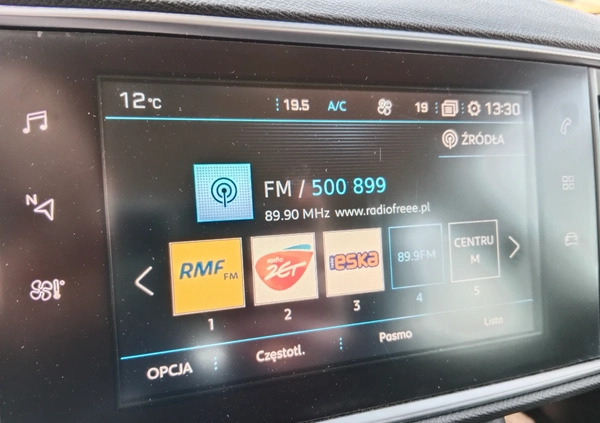 12°C 19.5 A/C 19 13:30
ŹRÓDŁA
FM / 500 899
89.90 MHz www.radiofreee.pl
N
RMF FM
radio ZET
eska
89.9FM
CENTRU
M
1 2 3 4 5
OPCJA Częstotl. Pasmo Lista